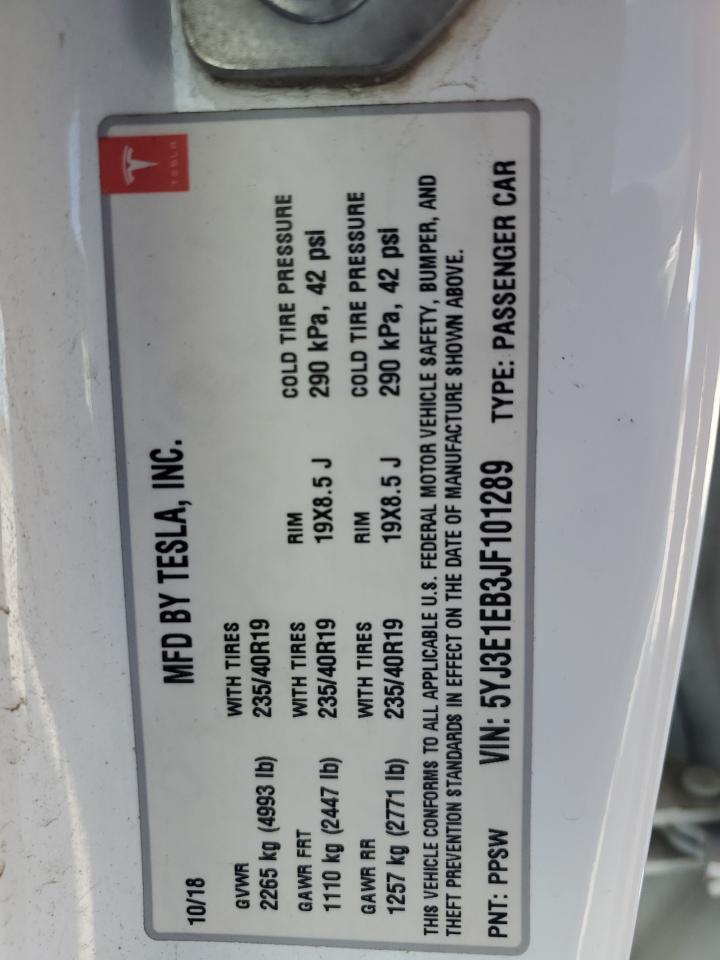 TESLA
MFD BY TESLA, INC.
10/18
GVWR WITH TIRES
2265 kg (4993 lb) 235/40R19
GAWR FRT WITH TIRES RIM COLD TIRE PRESSURE
1110 kg (2447 lb) 235/40R19 19X8.5 J 290 kPa, 42 psi
GAWR RR WITH TIRES RIM COLD TIRE PRESSURE
1257 kg (2771 lb) 235/40R19 19X8.5 J 290 kPa, 42 psi
THIS VEHICLE CONFORMS TO ALL APPLICABLE U.S. FEDERAL MOTOR VEHICLE SAFETY, BUMPER, AND
THEFT PREVENTION STANDARDS IN EFFECT ON THE DATE OF MANUFACTURE SHOWN ABOVE.
PNT: PPSW VIN: 5YJ3E1EB3JF101289 TYPE: PASSENGER CAR